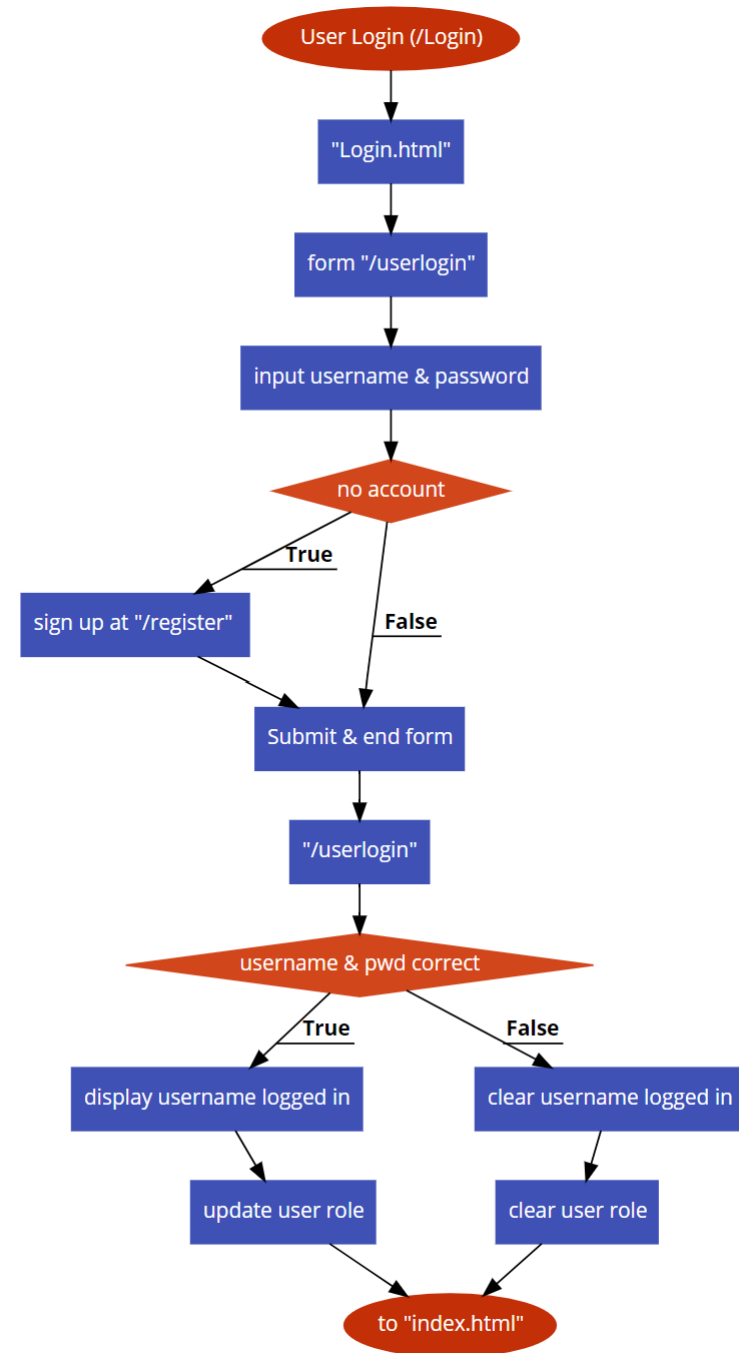 User Login (/Login)
"Login.html"
form "/userlogin"
input username & password
no account
True
sign up at "/register"
False
Submit & end form
"/userlogin"
username & pwd correct
True
False
display username logged in
clear username logged in
update user role
clear user role
to "index.html"